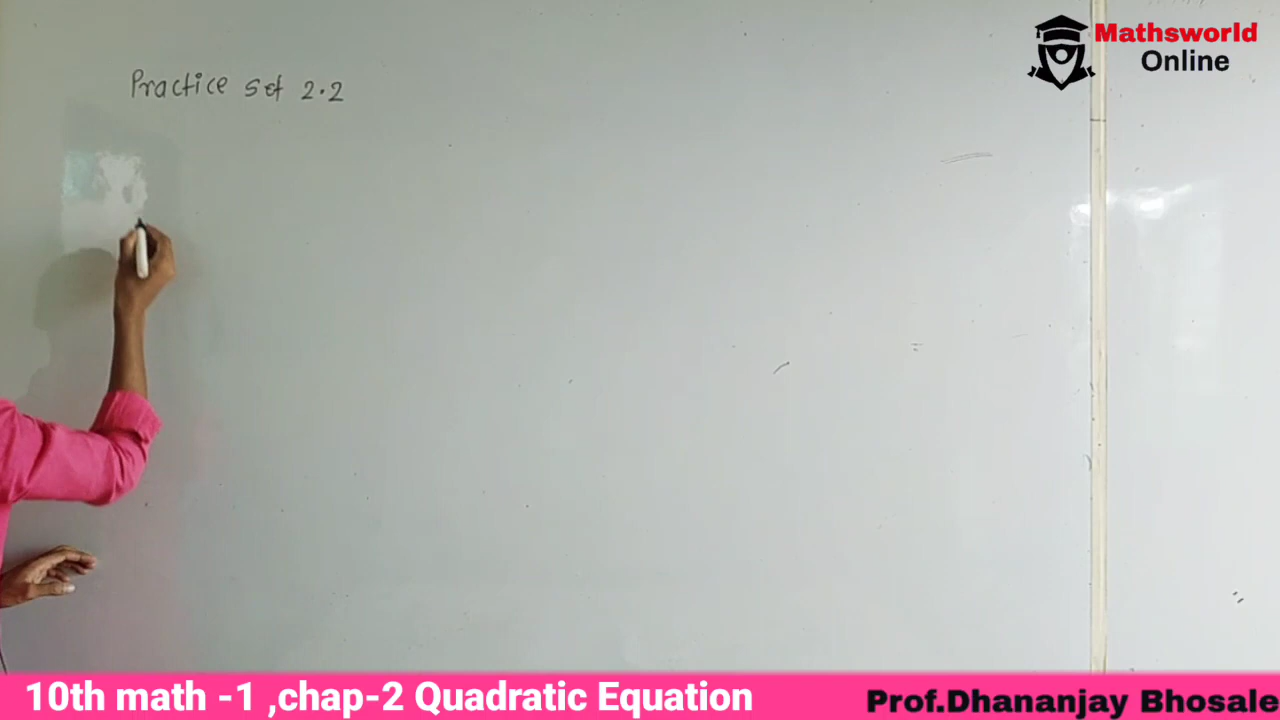 Mathsworld
Online
Practice Set 2.2
10th math -1 ,chap-2 Quadratic Equation
Prof.Dhananjay Bhosale